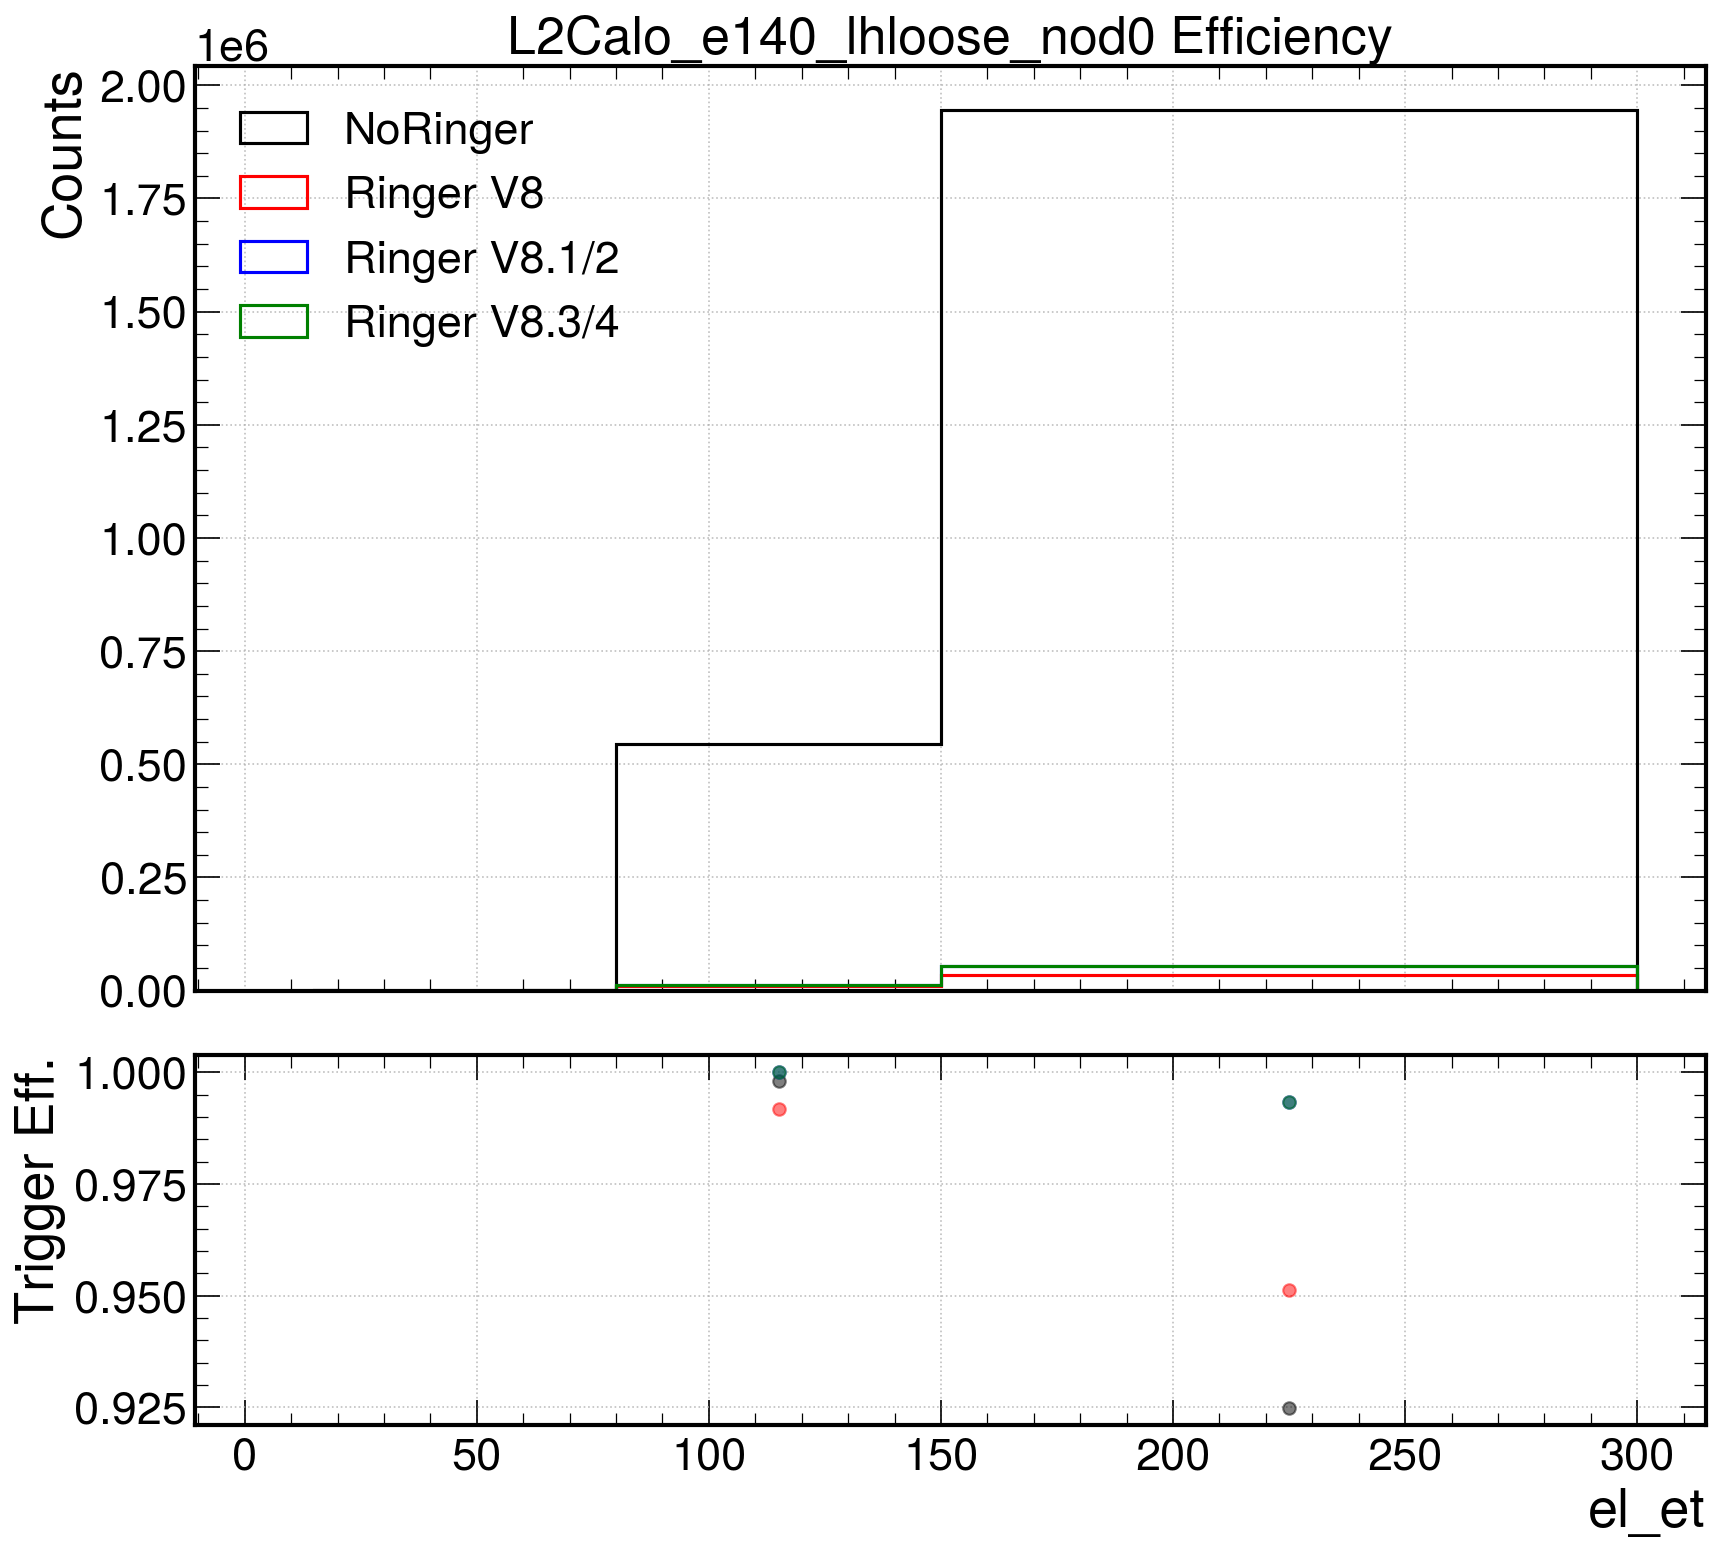 L2Calo_e140_lhloose_nod0 Efficiency
1e6
Counts
2.00
1.75
1.50
1.25
1.00
0.75
0.50
0.25
0.00
NoRinger
Ringer V8
Ringer V8.1/2
Ringer V8.3/4
Trigger Eff.
1.000
0.975
0.950
0.925
0 50 100 150 200 250 300
el_et